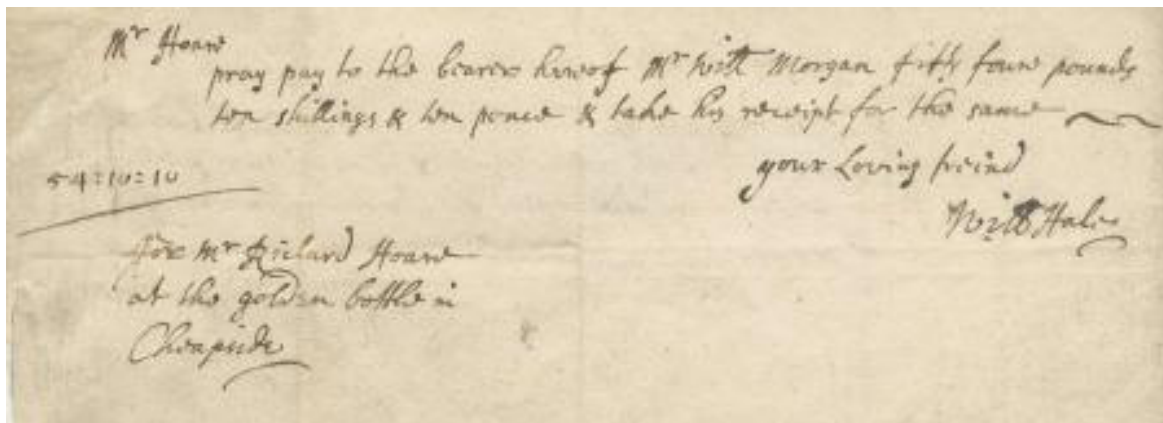 Mr Hoare
pray pay to the bearer hereof Mr Will Morgan fifty foure pounds
ten shillings & ten pence & take his receipt for the same
your Loving freind
Will Hale
54:10:10
For Mr Richard Hoare
at the golden bottle in
Cheapside